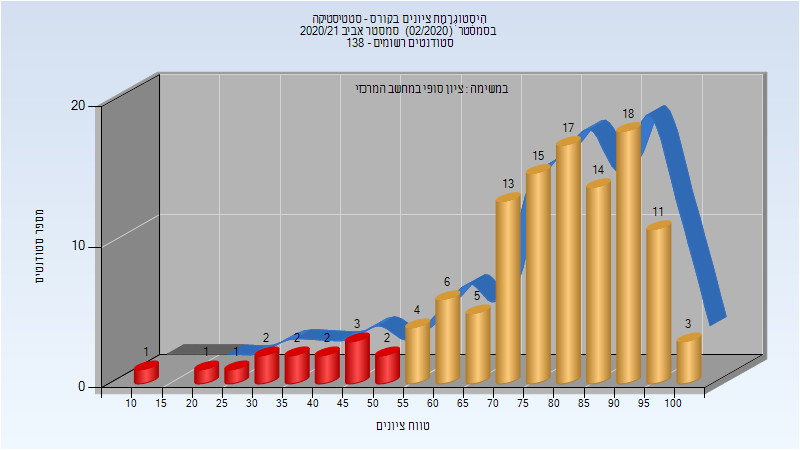 היסטוגרמת ציונים בקורס - סטטיסטיקה
בסמסטר (02/2020) סמסטר אביב 2020/21
סטודנטים רשומים - 138
במשימה : ציון סופי במחשב המרכזי
מספר סטודנטים
20
10
0
1 1 1 2 2 2 3 2 4 6 5 13 15 17 14 18 11 3
10 15 20 25 30 35 40 45 50 55 60 65 70 75 80 85 90 95 100
טווח ציונים